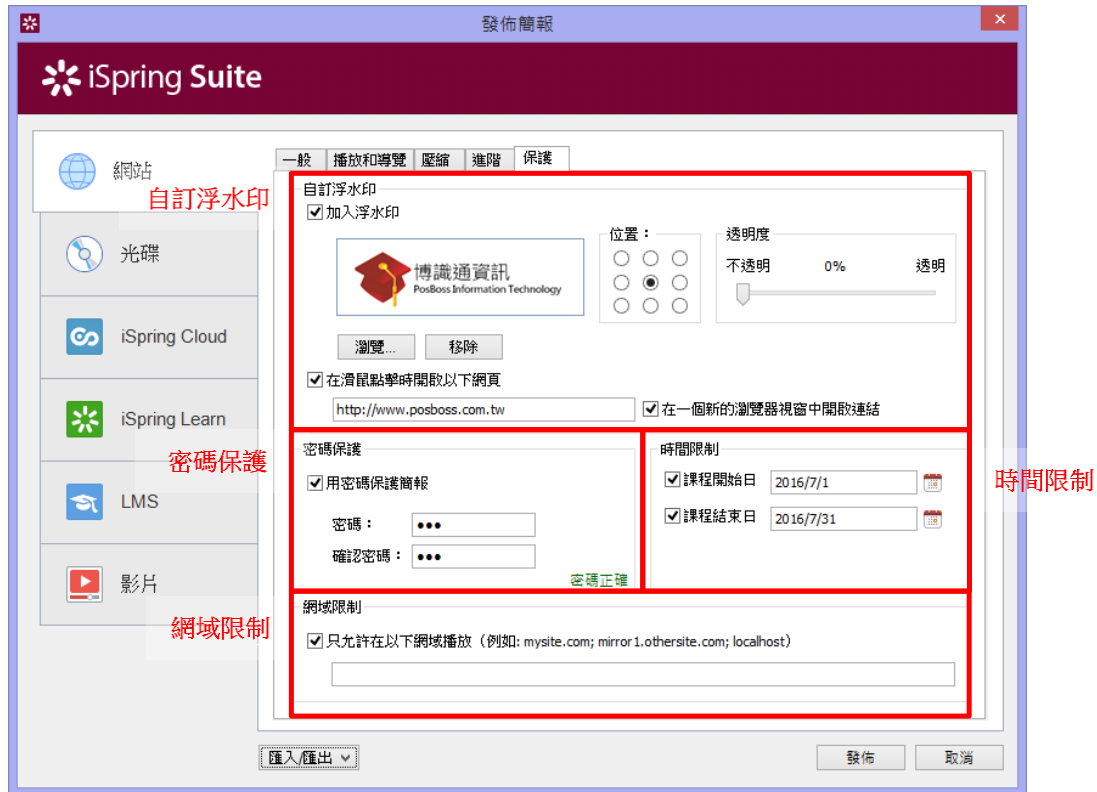 發佈簡報
iSpring Suite
網站
一般 播放和導覽 壓縮 進階 保護
自訂浮水印
自訂浮水印
加入浮水印
位置：
透明度
不透明 0% 透明
博識通資訊
PosBoss Information Technology
光碟
瀏覽... 移除
iSpring Cloud
在滑鼠點擊時開啟以下網頁
http://www.posboss.com.tw
在一個新的瀏覽器視窗中開啟連結
iSpring Learn
密碼保護
密碼保護
用密碼保護簡報
密碼：
確認密碼：
密碼正確
時間限制
課程開始日 2016/7/1
課程結束日 2016/7/31
時間限制
LMS
影片
網域限制
網域限制
只允許在以下網域播放（例如: mysite.com; mirror1.othersite.com; localhost）
匯入/匯出
發佈 取消